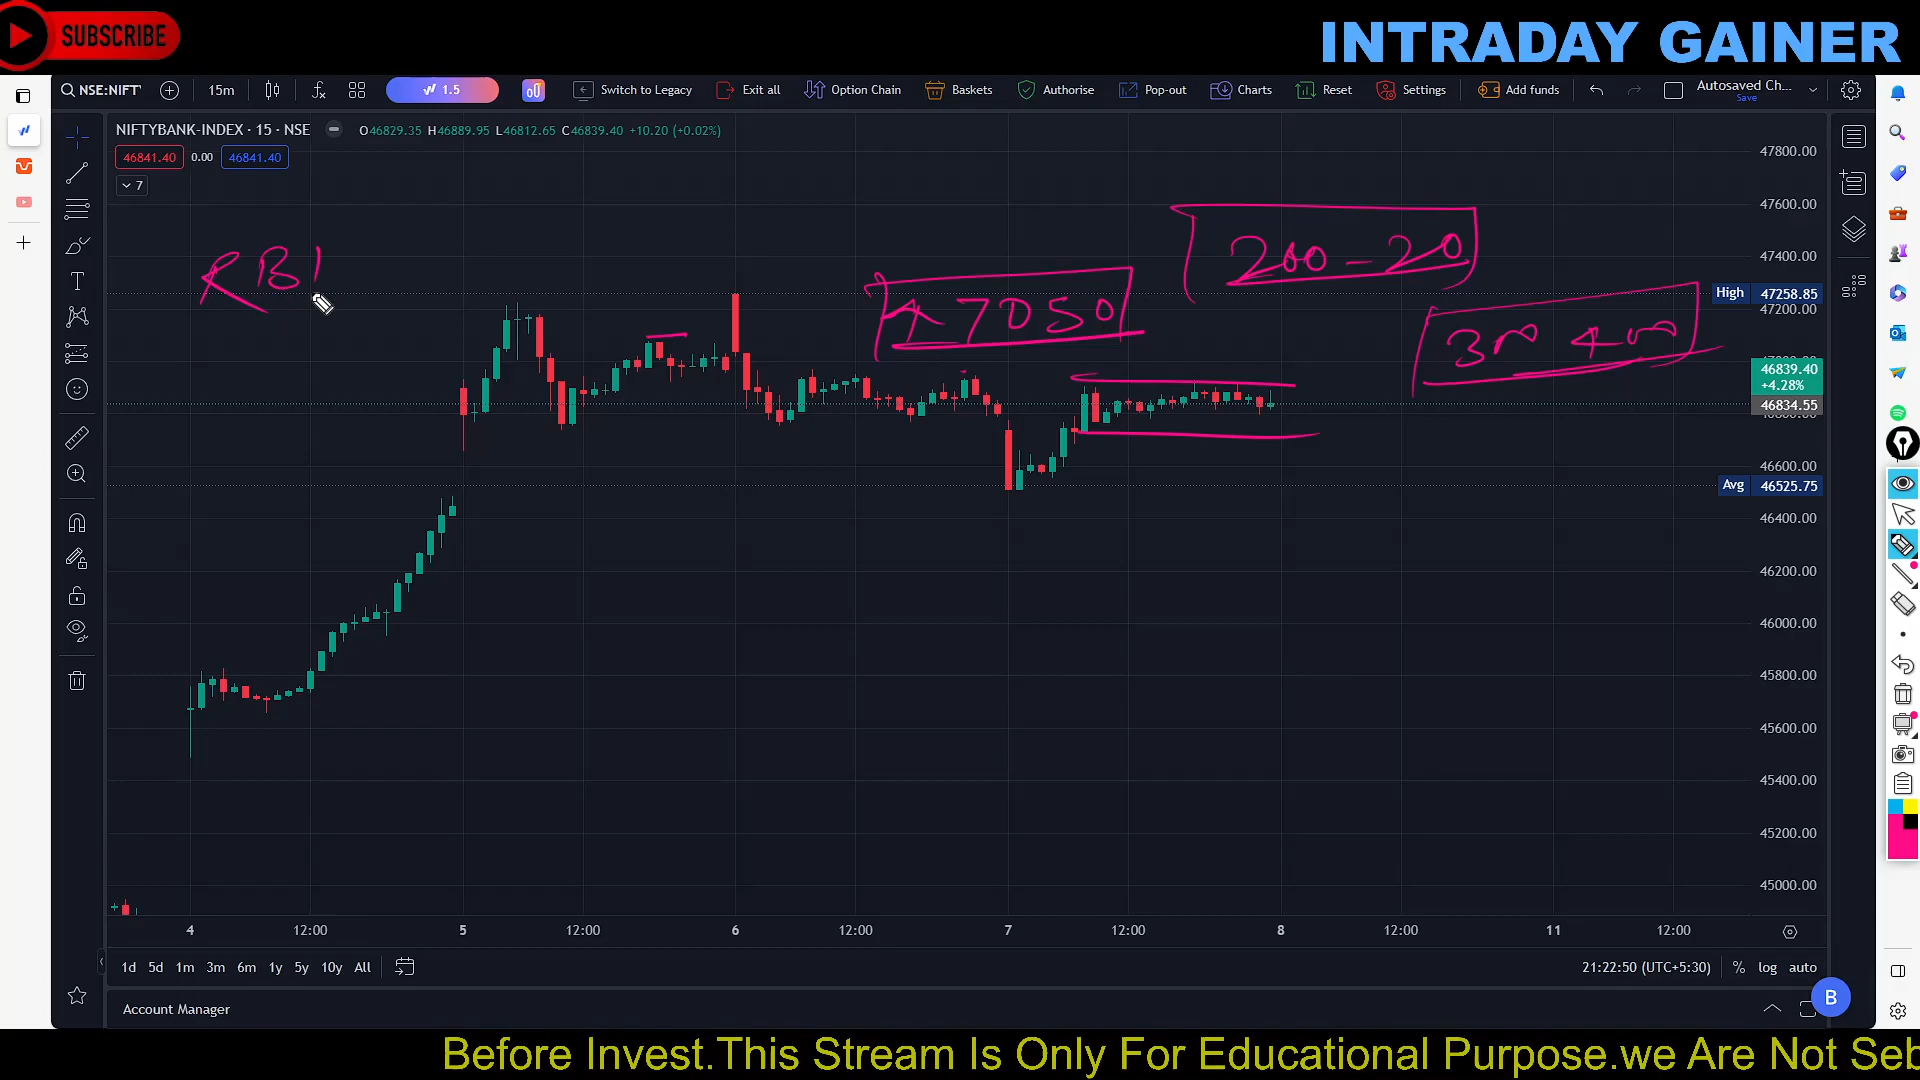 SUBSCRIBE
INTRADAY GAINER
NSE:NIFT
15m
1.5
Switch to Legacy
Exit all
Option Chain
Baskets
Authorise
Pop-out
Charts
Reset
Settings
Add funds
Autosaved Ch...
Save
NIFTYBANK-INDEX · 15 · NSE
O46829.35 H46889.95 L46812.65 C46839.40 +10.20 (+0.02%)
46841.40 0.00 46841.40
7
RBI
47050
200-20
47800.00
47600.00
47400.00
High 47258.85
47200.00
46839.40
+4.28%
46834.55
46600.00
Avg 46525.75
46400.00
46200.00
46000.00
45800.00
45600.00
45400.00
45200.00
45000.00
4 12:00 5 12:00 6 12:00 7 12:00 8 12:00 11 12:00
1d 5d 1m 3m 6m 1y 5y 10y All
21:22:50 (UTC+5:30) % log auto
Account Manager
B
Before Invest.This Stream Is Only For Educational Purpose.we Are Not Seb